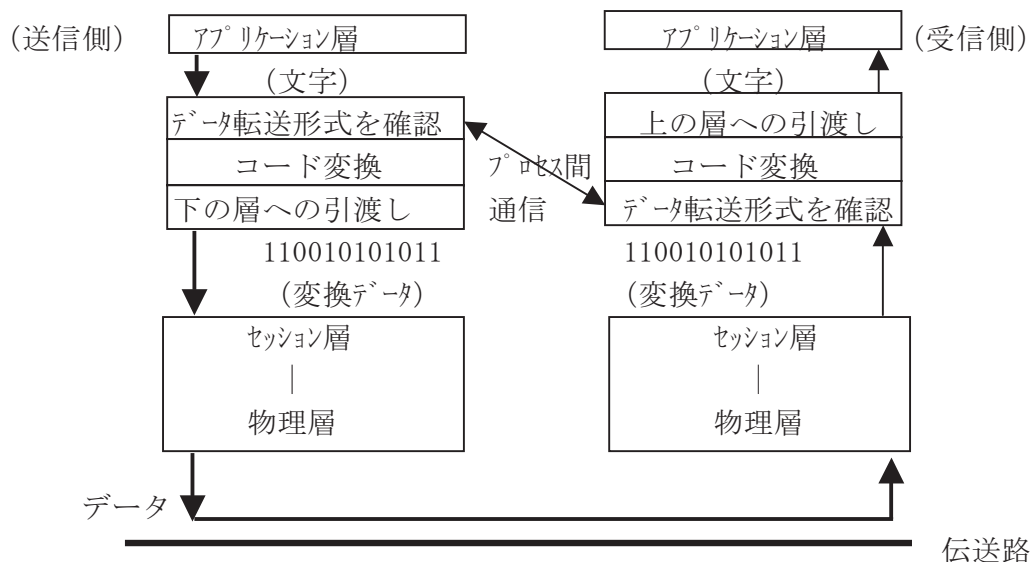 (送信側)
アプリケーション層
アプリケーション層
(受信側)
(文字)
(文字)
データ転送形式を確認
コード変換
下の層への引渡し
プロセス間
通信
上の層への引渡し
コード変換
データ転送形式を確認
110010101011
(変換データ)
110010101011
(変換データ)
セッション層
|
物理層
セッション層
|
物理層
データ
伝送路